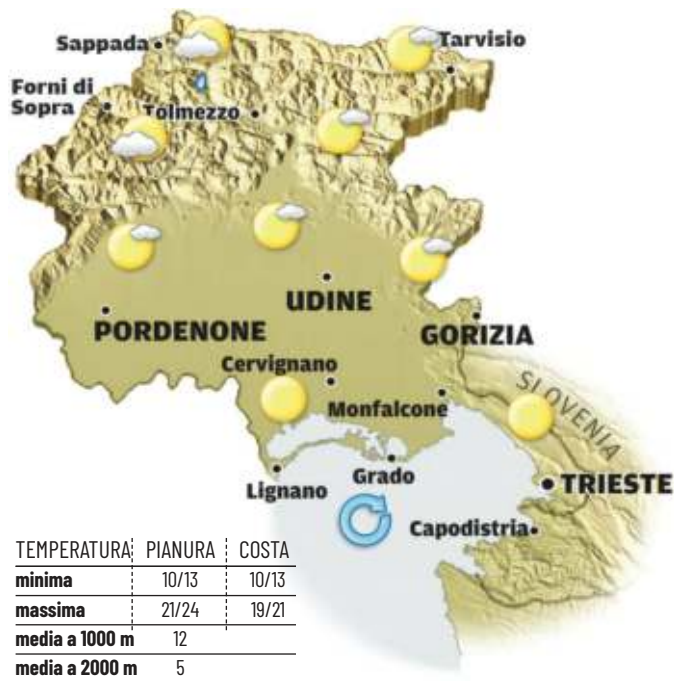 Sappada
Tarvisio
Forni di
Sopra
Tolmezzo
UDINE
PORDENONE
GORIZIA
Cervignano
Monfalcone
SLOVENIA
Lignano
Grado
TRIESTE
Capodistria
TEMPERATURA PIANURA COSTA
minima 10/13 10/13
massima 21/24 19/21
media a 1000 m 12
media a 2000 m 5